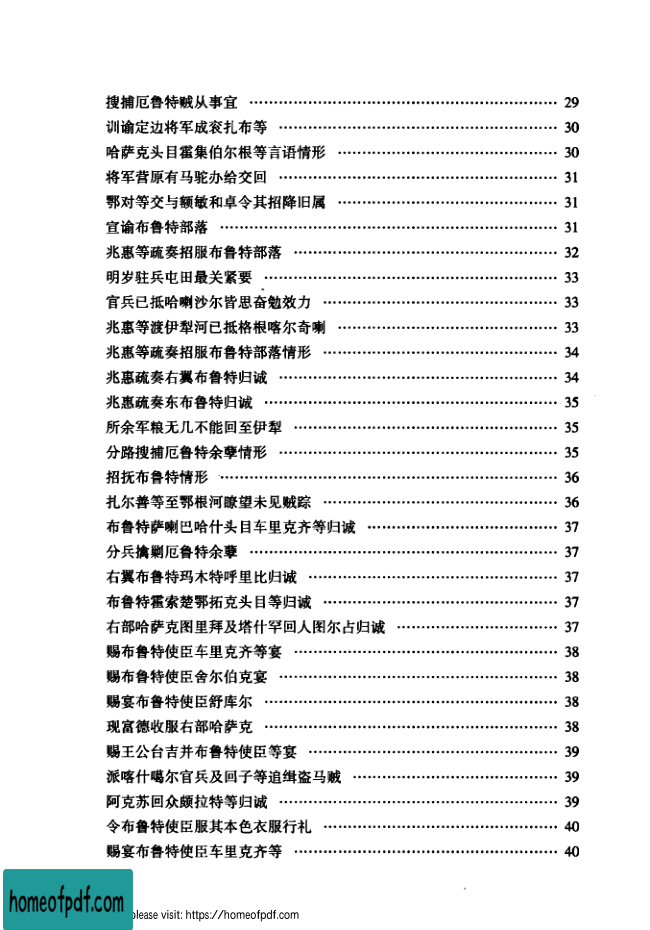 搜捕厄鲁特贼从事宜 …… 29
训谕定边将军成衮扎布等 …… 30
哈萨克头目霍集伯尔根等言语情形 …… 30
将军营原有马驼办给交回 …… 31
鄂对等交与额敏和卓令其招降旧属 …… 31
宣谕布鲁特部落 …… 31
兆惠等疏奏招服布鲁特部落 …… 32
明岁驻兵屯田最关紧要 …… 33
官兵已抵哈喇沙尔皆思奋勉效力 …… 33
兆惠等渡伊犁河已抵格根喀尔奇喇 …… 33
兆惠等疏奏招服布鲁特部落情形 …… 34
兆惠疏奏右翼布鲁特归诚 …… 34
兆惠疏奏东布鲁特归诚 …… 35
所余军粮无几不能回至伊犁 …… 35
分路搜捕厄鲁特余孽情形 …… 35
招抚布鲁特情形 …… 36
扎尔善等至鄂根河瞭望未见贼踪 …… 36
布鲁特萨喇巴哈什头目车里克齐等归诚 …… 37
分兵擒剿厄鲁特余孽 …… 37
右翼布鲁特玛木特呼里比归诚 …… 37
布鲁特霍索楚鄂拓克头目等归诚 …… 37
右部哈萨克图里拜及塔什罕回人图尔占归诚 …… 37
赐布鲁特使臣车里克齐等宴 …… 38
赐布鲁特使臣舍尔伯克宴 …… 38
赐宴布鲁特使臣舒库尔 …… 38
现富德收服右部哈萨克 …… 38
赐王公台吉并布鲁特使臣等宴 …… 39
派喀什噶尔官兵及回子等追缉盗马贼 …… 39
阿克苏回众颇拉特等归诚 …… 39
令布鲁特使臣服其本色衣服行礼 …… 40
赐宴布鲁特使臣车里克齐等 …… 40
homeofpdf.com
please visit: https://homeofpdf.com